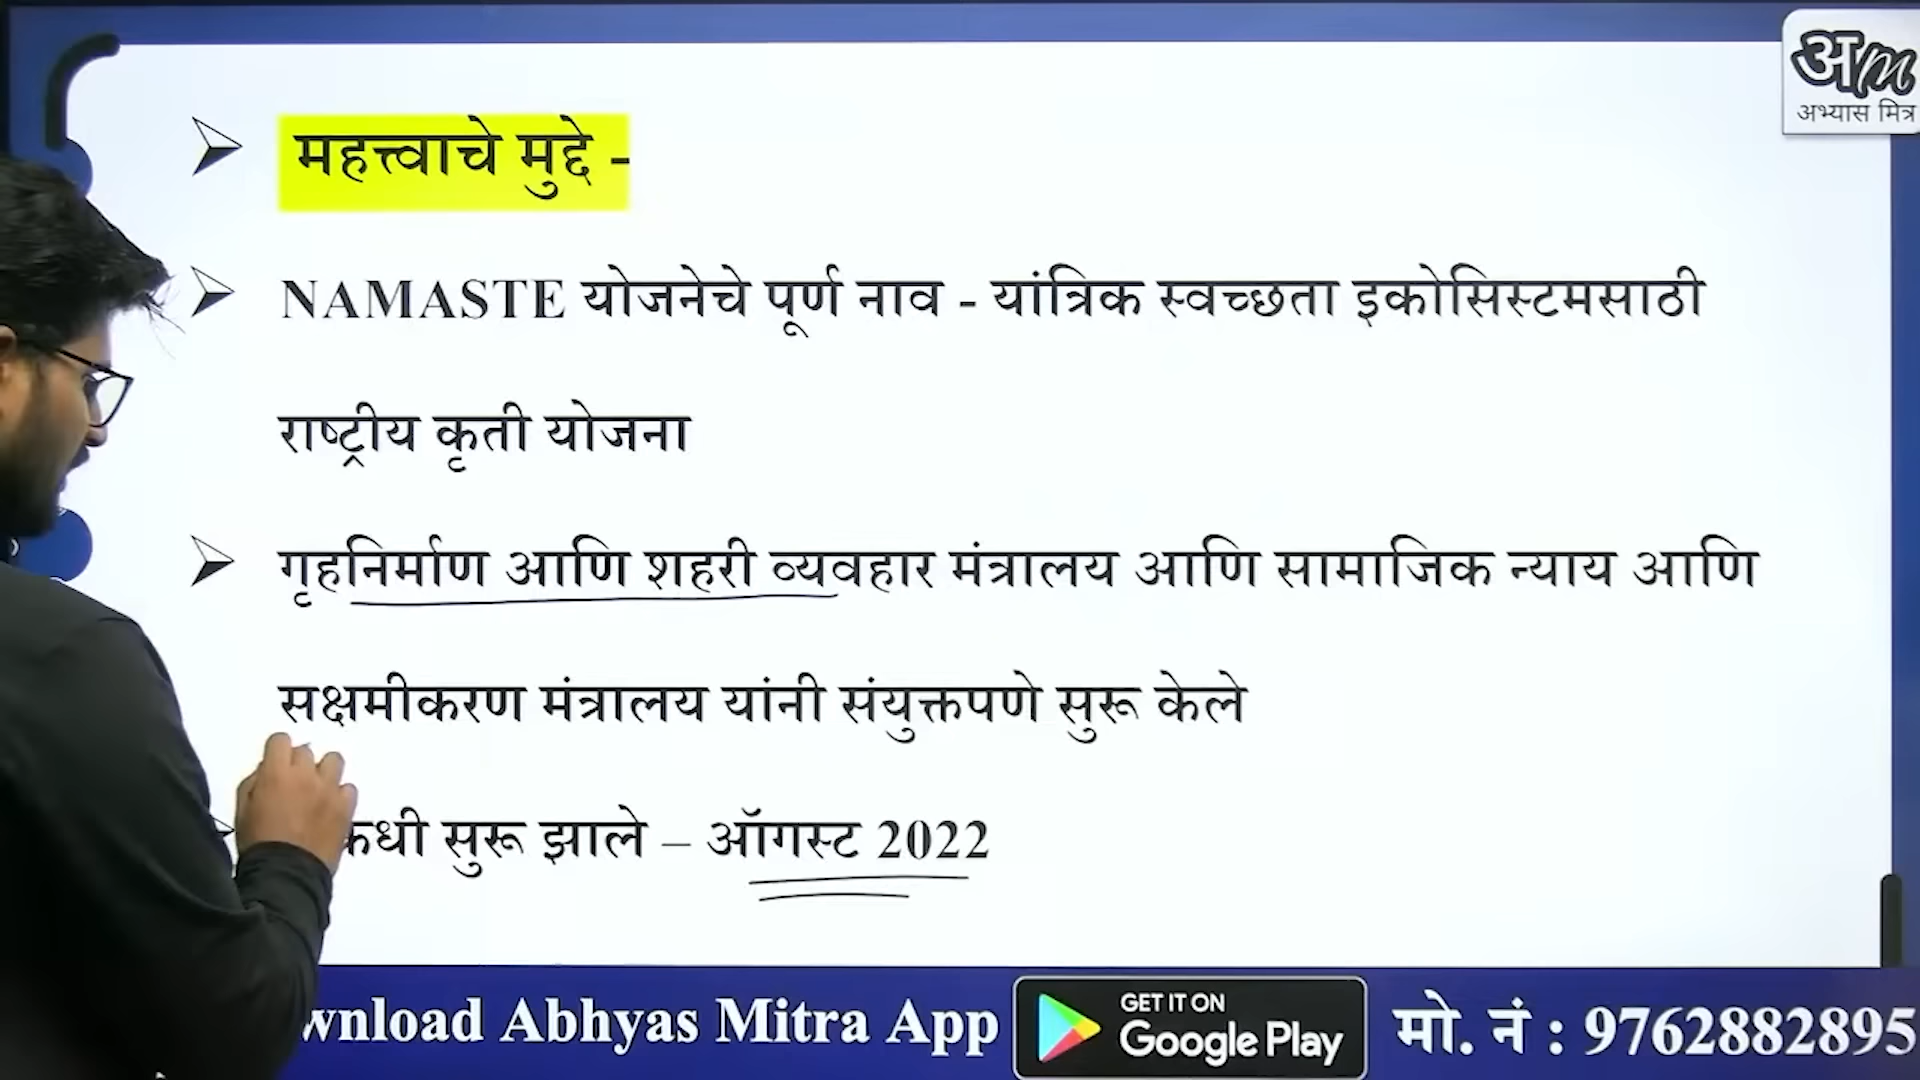 अm
अभ्यास मित्र
महत्त्वाचे मुद्दे -
NAMASTE योजनेचे पूर्ण नाव - यांत्रिक स्वच्छता इकोसिस्टमसाठी
राष्ट्रीय कृती योजना
गृहनिर्माण आणि शहरी व्यवहार मंत्रालय आणि सामाजिक न्याय आणि
सक्षमीकरण मंत्रालय यांनी संयुक्तपणे सुरू केले
कधी सुरू झाले – ऑगस्ट 2022
wnload Abhyas Mitra App
GET IT ON
Google Play
मो. नं : 9762882895